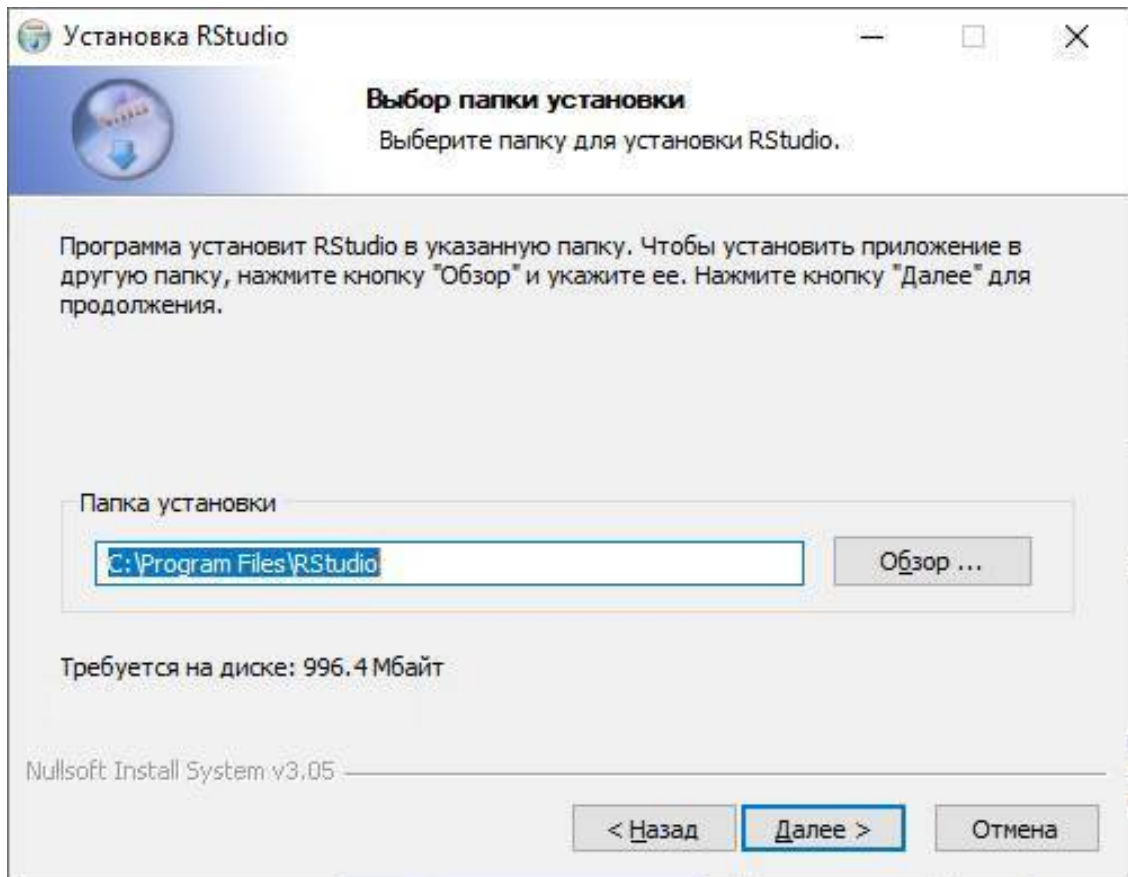 Установка RStudio
Выбор папки установки
Выберите папку для установки RStudio.
Программа установит RStudio в указанную папку. Чтобы установить приложение в
другую папку, нажмите кнопку "Обзор" и укажите ее. Нажмите кнопку "Далее" для
продолжения.
Папка установки
C:\Program Files\RStudio
Обзор ...
Требуется на диске: 996.4 Мбайт
Nullsoft Install System v3.05
< Назад
Далее >
Отмена